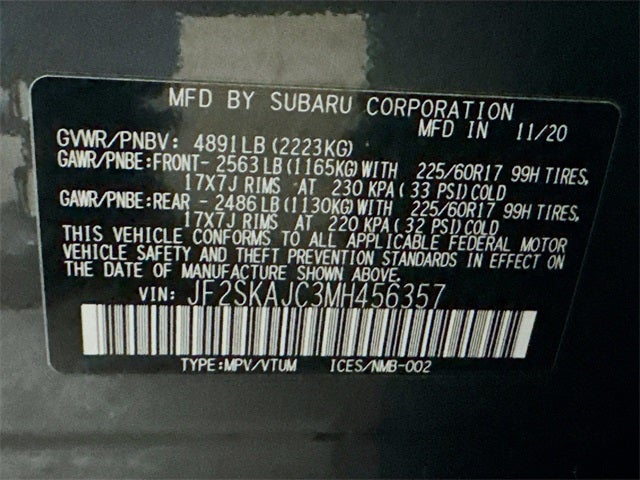 MFD BY SUBARU CORPORATION
MFD IN 11/20
GVWR/PNBV: 4891LB(2223KG)
GAWR/PNBE:FRONT- 2563LB(1165KG)WITH 225/60R17 99H TIRES,
17X7J RIMS AT 230 KPA( 33 PSI)COLD
GAWR/PNBE:REAR - 2486LB(1130KG)WITH 225/60R17 99H TIRES,
17X7J RIMS AT 220 KPA( 32 PSI)COLD
THIS VEHICLE CONFORMS TO ALL APPLICABLE FEDERAL MOTOR
VEHICLE SAFETY AND THEFT PREVENTION STANDARDS IN EFFECT ON
THE DATE OF MANUFACTURE SHOWN ABOVE.
VIN: JF2SKAJC3MH456357
TYPE:MPV/VTUM ICES/NMB-002